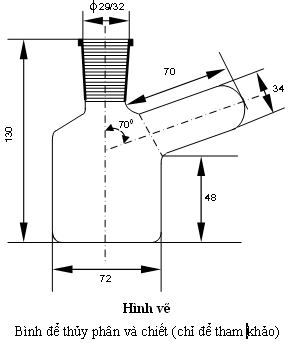 ϕ29/32
70
34
130
70⁰
48
72
Hình vẽ
Bình để thủy phân và chiết (chỉ để tham khảo)